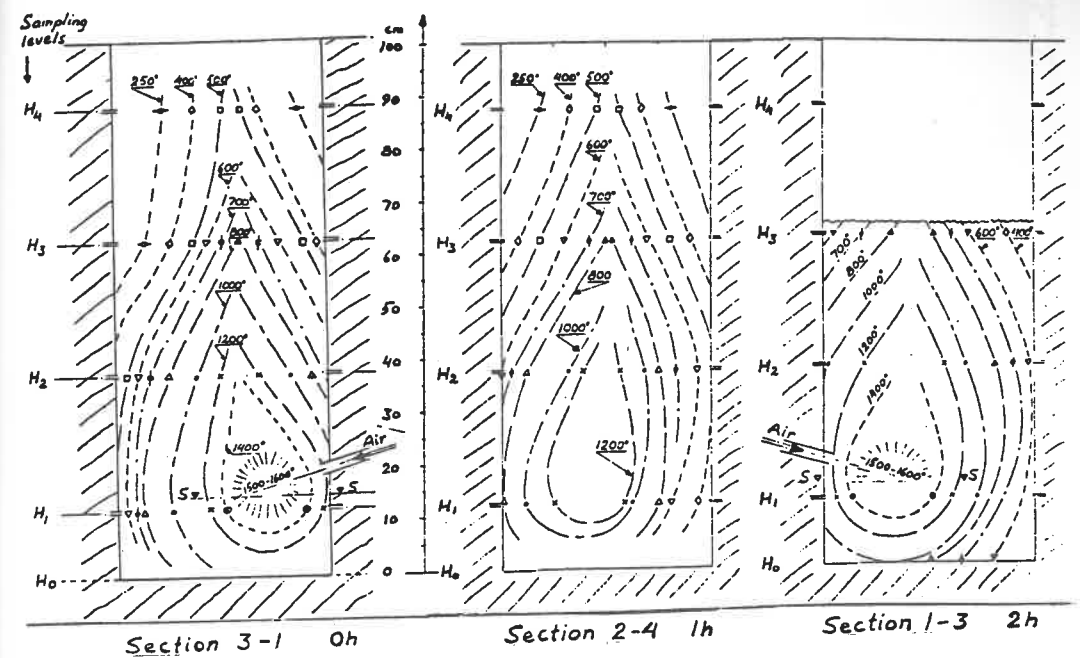 Sampling
levels
cm
100
90
80
70
60
50
40
30
20
10
0
H4
H3
H2
H1
H0
250° 400° 500°
600°
700°
800°
1000°
1200°
1400°
1500-1600°
Air
S
S
Section 3-1 0h
H4
H3
H2
H1
H0
250° 400° 500°
600°
700°
800
1000°
1200°
Section 2-4 1h
H4
H3
H2
H1
H0
700°
800°
1000°
1200°
1400°
600°
400°
1500-1600°
Air
S
S
Section 1-3 2h